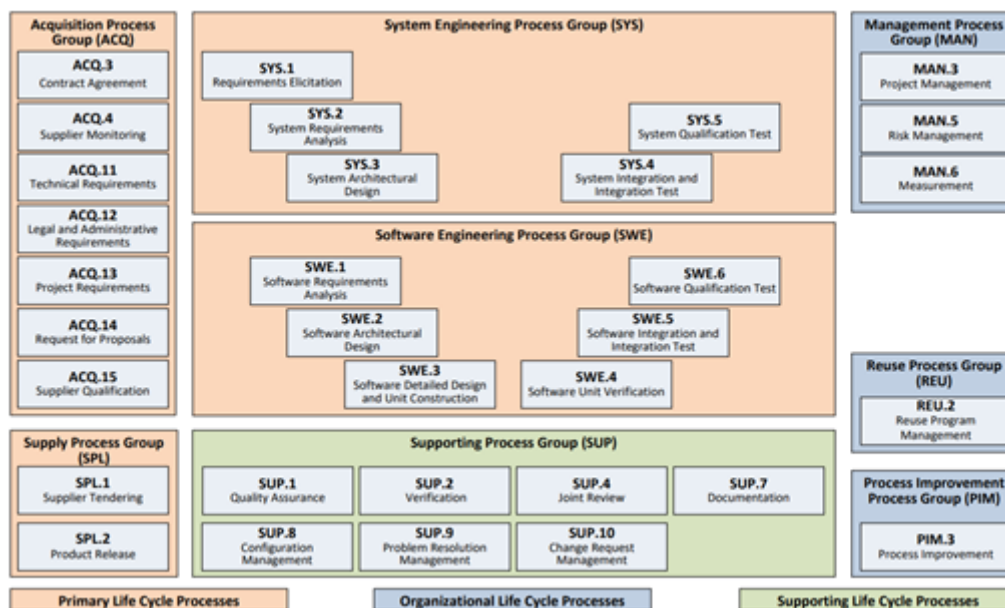 Acquisition Process
Group (ACQ)
ACQ.3
Contract Agreement
ACQ.4
Supplier Monitoring
ACQ.11
Technical Requirements
ACQ.12
Legal and Administrative
Requirements
ACQ.13
Project Requirements
ACQ.14
Request for Proposals
ACQ.15
Supplier Qualification
System Engineering Process Group (SYS)
SYS.1
Requirements Elicitation
SYS.2
System Requirements
Analysis
SYS.3
System Architectural
Design
SYS.5
System Qualification Test
SYS.4
System Integration and
Integration Test
Management Process
Group (MAN)
MAN.3
Project Management
MAN.5
Risk Management
MAN.6
Measurement
Software Engineering Process Group (SWE)
SWE.1
Software Requirements
Analysis
SWE.2
Software Architectural
Design
SWE.3
Software Detailed Design
and Unit Construction
SWE.6
Software Qualification Test
SWE.5
Software Integration and
Integration Test
SWE.4
Software Unit Verification
Reuse Process Group
(REU)
REU.2
Reuse Program
Management
Supply Process Group
(SPL)
SPL.1
Supplier Tendering
SPL.2
Product Release
Supporting Process Group (SUP)
SUP.1
Quality Assurance
SUP.2
Verification
SUP.4
Joint Review
SUP.7
Documentation
SUP.8
Configuration
Management
SUP.9
Problem Resolution
Management
SUP.10
Change Request
Management
Process Improvement
Process Group (PIM)
PIM.3
Process Improvement
Primary Life Cycle Processes
Organizational Life Cycle Processes
Supporting Life Cycle Processes